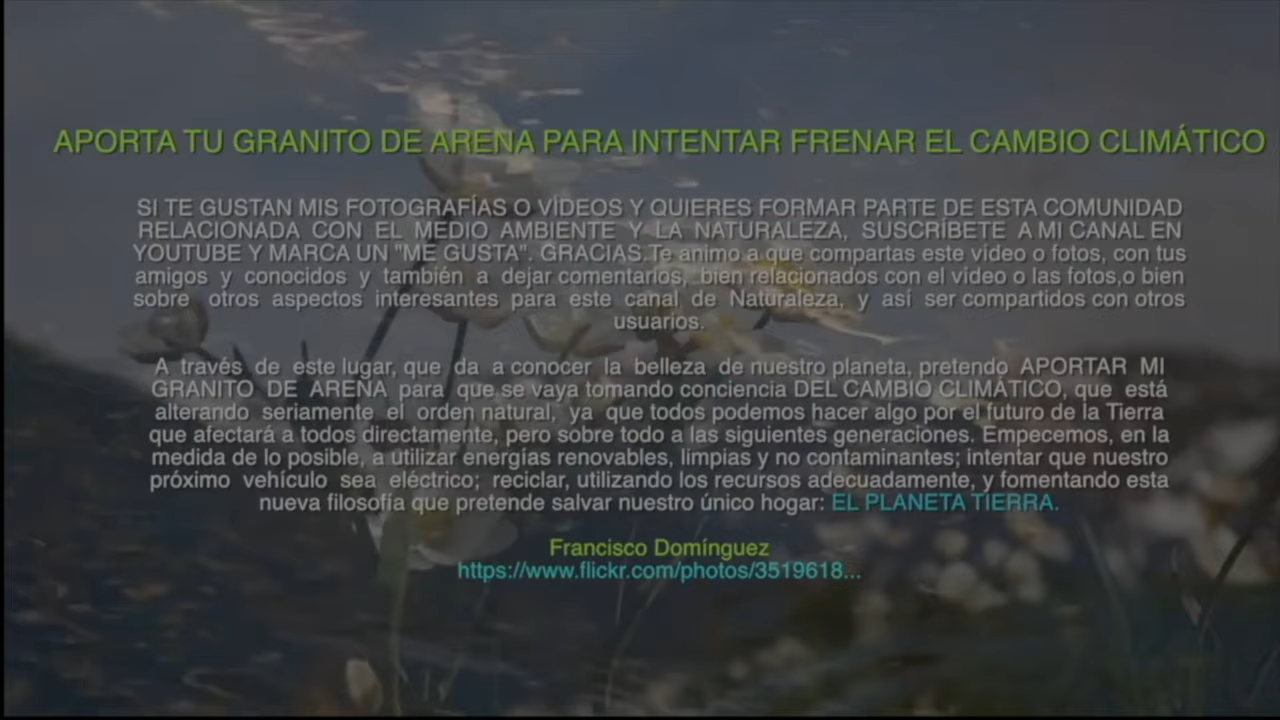 APORTA TU GRANITO DE ARENA PARA INTENTAR FRENAR EL CAMBIO CLIMÁTICO
SI TE GUSTAN MIS FOTOGRAFÍAS O VÍDEOS Y QUIERES FORMAR PARTE DE ESTA COMUNIDAD
RELACIONADA CON EL MEDIO AMBIENTE Y LA NATURALEZA, SUSCRÍBETE A MI CANAL EN
YOUTUBE Y MARCA UN "ME GUSTA". GRACIAS.Te animo a que compartas este vídeo o fotos, con tus
amigos y conocidos y también a dejar comentarios, bien relacionados con el vídeo o las fotos,o bien
sobre otros aspectos interesantes para este canal de Naturaleza, y así ser compartidos con otros
usuarios.
A través de este lugar, que da a conocer la belleza de nuestro planeta, pretendo APORTAR MI
GRANITO DE ARENA para que se vaya tomando conciencia DEL CAMBIO CLIMÁTICO, que está
alterando seriamente el orden natural, ya que todos podemos hacer algo por el futuro de la Tierra
que afectará a todos directamente, pero sobre todo a las siguientes generaciones. Empecemos, en la
medida de lo posible, a utilizar energías renovables, limpias y no contaminantes; intentar que nuestro
próximo vehículo sea eléctrico; reciclar, utilizando los recursos adecuadamente, y fomentando esta
nueva filosofía que pretende salvar nuestro único hogar: EL PLANETA TIERRA.
Francisco Domínguez
https://www.flickr.com/photos/3519618...